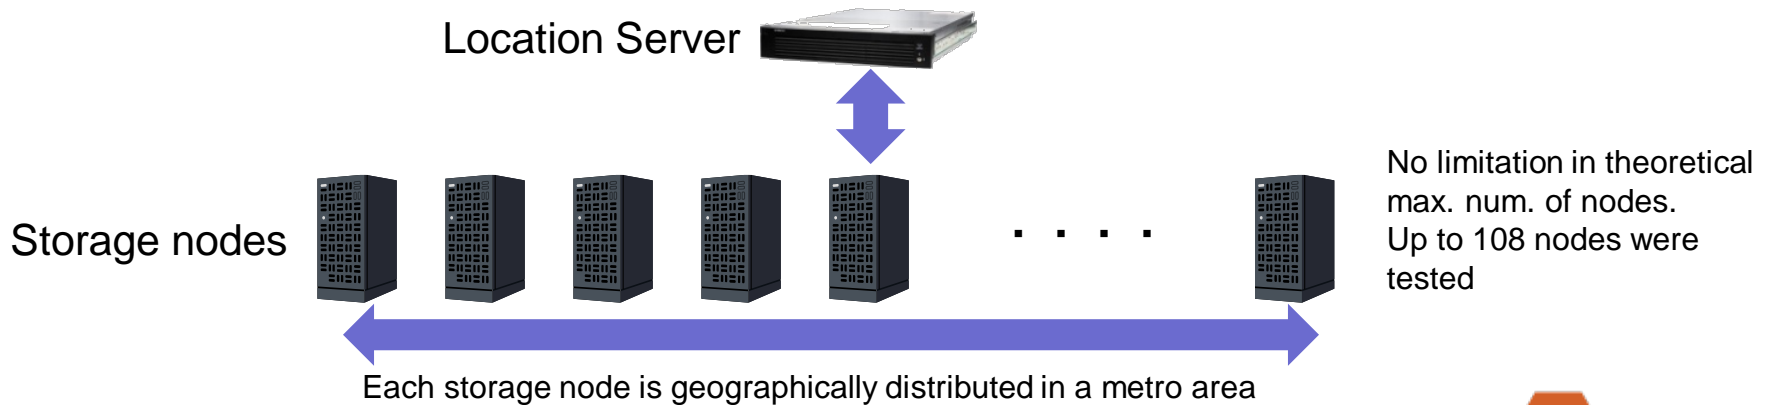 Location Server
Storage nodes
. . . .
No limitation in theoretical
max. num. of nodes.
Up to 108 nodes were
tested
Each storage node is geographically distributed in a metro area